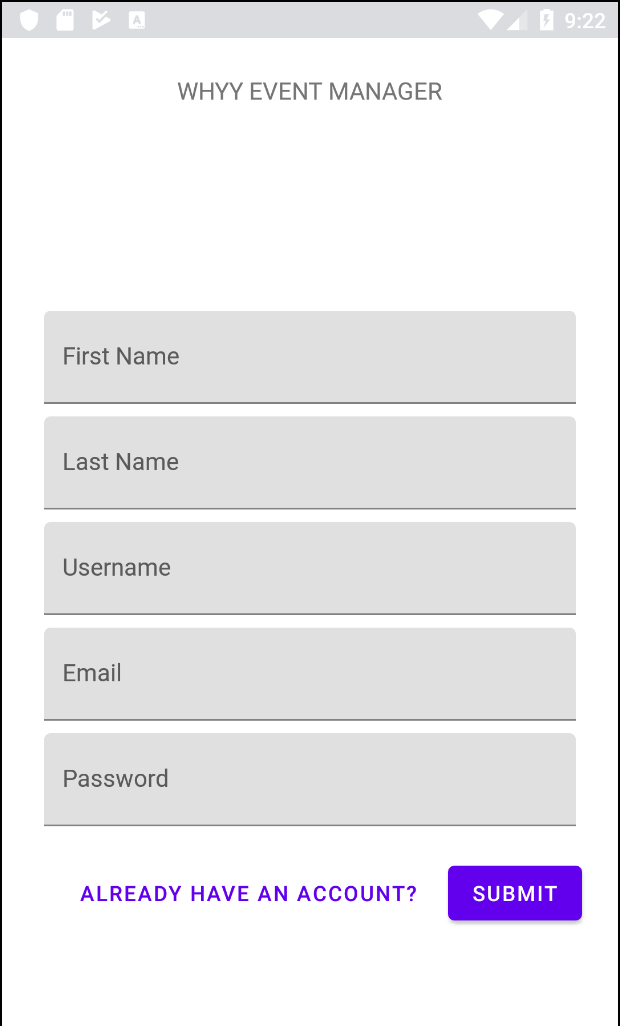 9:22
WHYY EVENT MANAGER
First Name
Last Name
Username
Email
Password
ALREADY HAVE AN ACCOUNT? SUBMIT